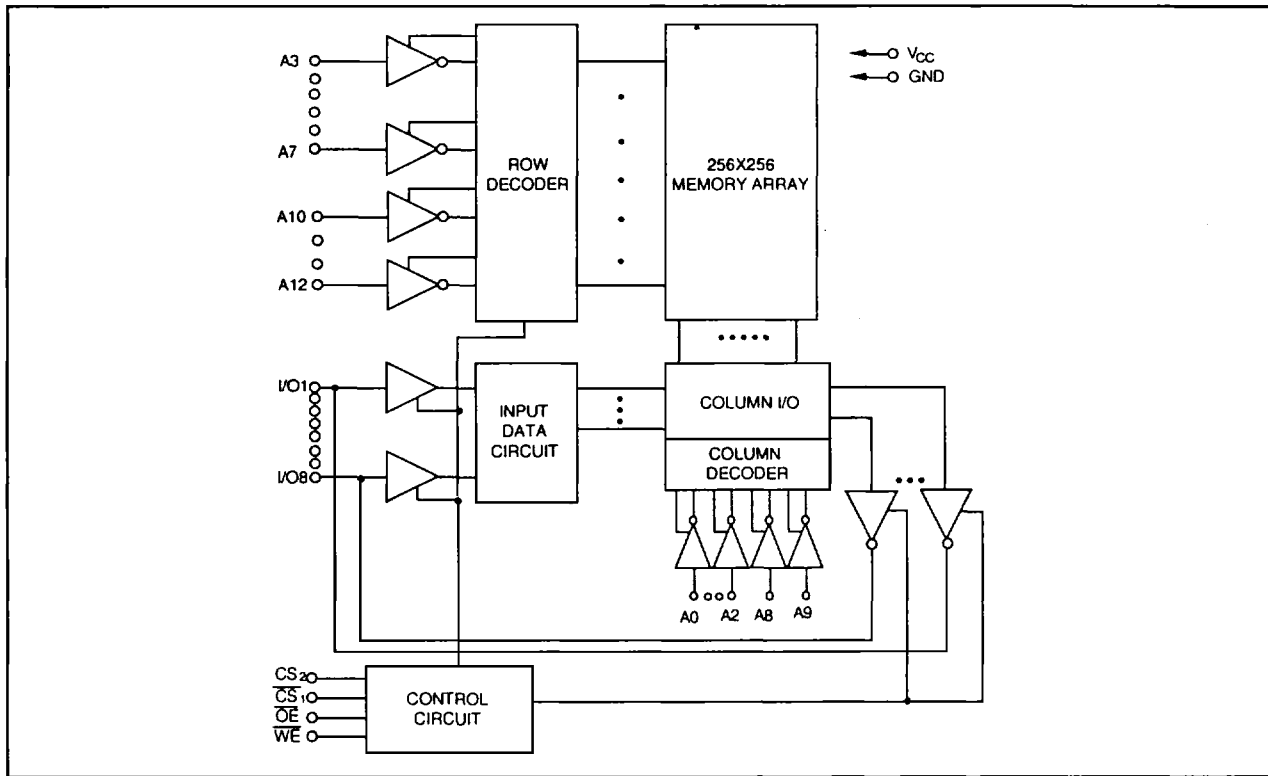 A3
A7
A10
A12
ROW
DECODER
256X256
MEMORY ARRAY
VCC
GND
I/O1
I/O8
INPUT
DATA
CIRCUIT
COLUMN I/O
COLUMN
DECODER
A0
A2
A8
A9
CS2
CS1
OE
WE
CONTROL
CIRCUIT